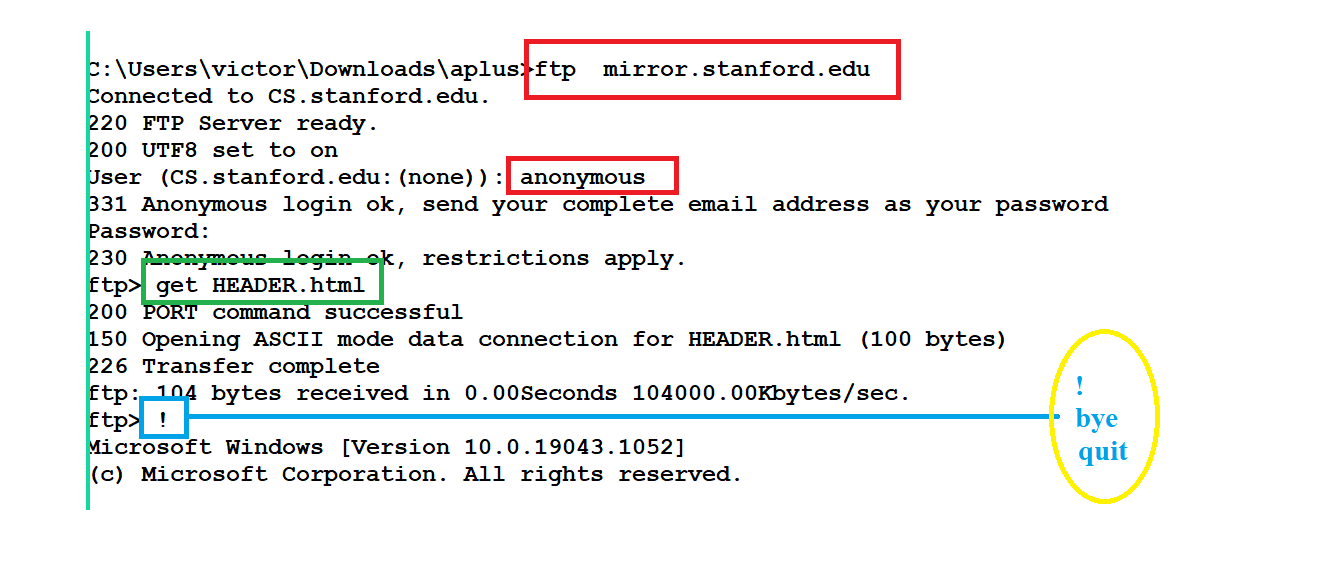 C:\Users\victor\Downloads\aplus>ftp  mirror.stanford.edu
Connected to CS.stanford.edu.
220 FTP Server ready.
200 UTF8 set to on
User (CS.stanford.edu:(none)): anonymous
331 Anonymous login ok, send your complete email address as your password
Password:
230 Anonymous login ok, restrictions apply.
ftp> get HEADER.html
200 PORT command successful
150 Opening ASCII mode data connection for HEADER.html (100 bytes)
226 Transfer complete
ftp: 104 bytes received in 0.00Seconds 104000.00Kbytes/sec.
ftp> !
Microsoft Windows [Version 10.0.19043.1052]
(c) Microsoft Corporation. All rights reserved.
!
bye
quit